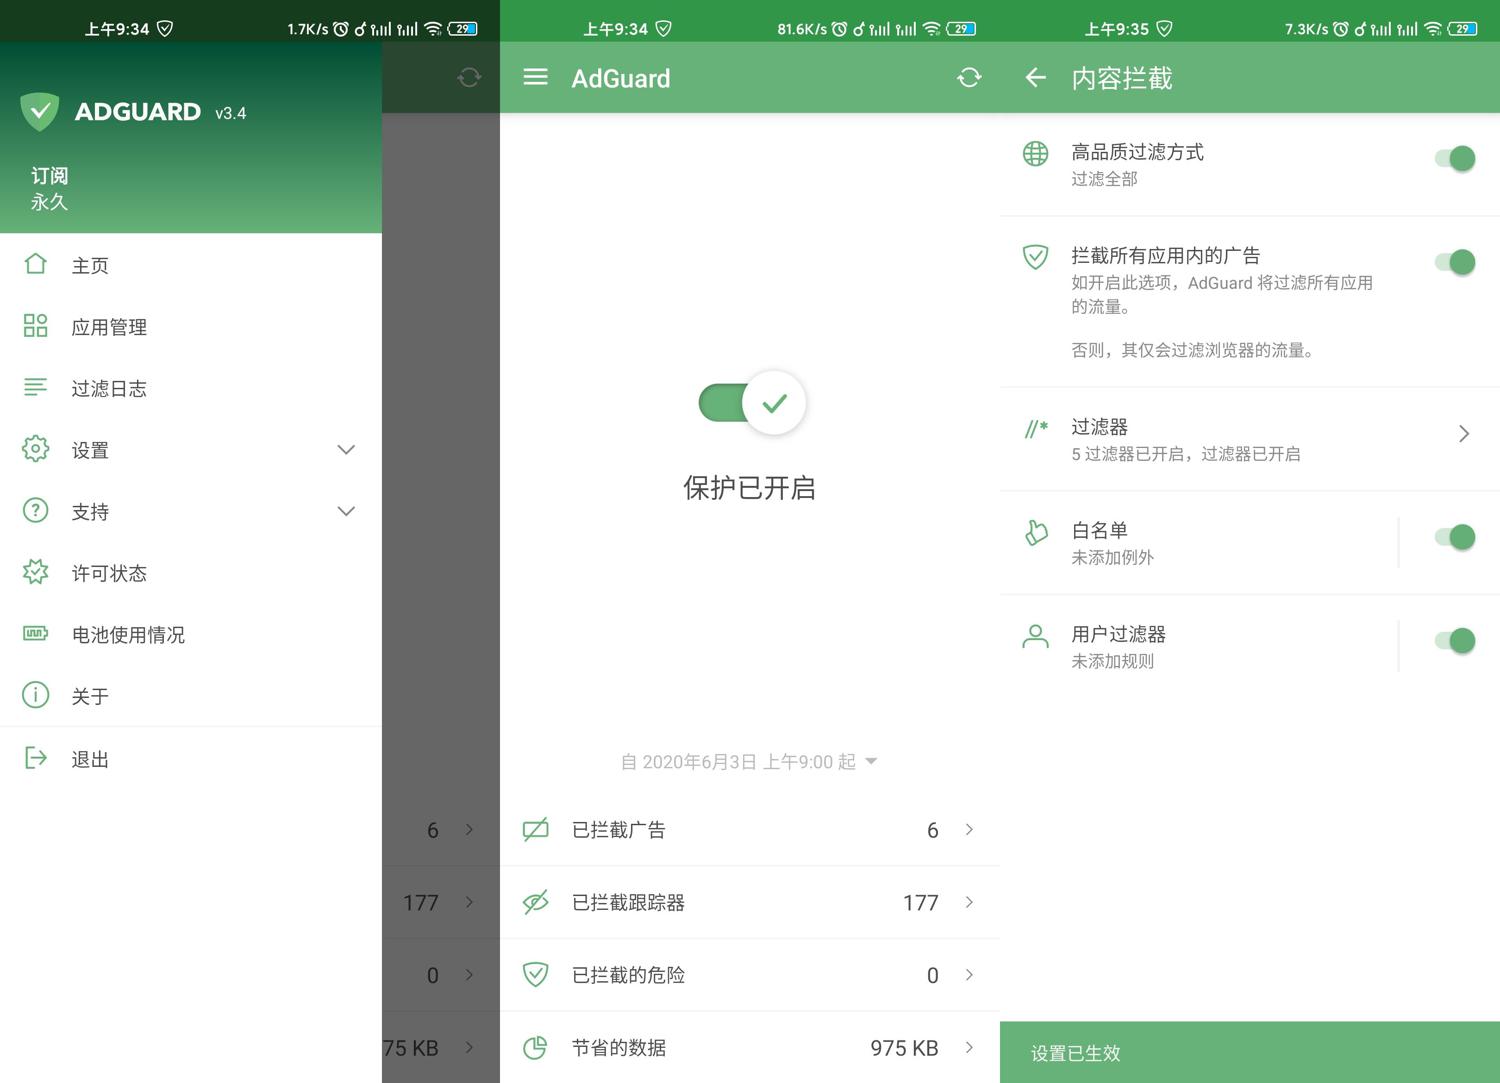 上午9:34
1.7K/s
29
ADGUARD v3.4
订阅
永久
主页
应用管理
过滤日志
设置
支持
许可状态
电池使用情况
关于
退出
6
177
0
75 KB
上午9:34
81.6K/s
29
AdGuard
保护已开启
自 2020年6月3日 上午9:00 起
已拦截广告 6
已拦截跟踪器 177
已拦截的危险 0
节省的数据 975 KB
上午9:35
7.3K/s
29
内容拦截
高品质过滤方式
过滤全部
拦截所有应用内的广告
如开启此选项，AdGuard 将过滤所有应用
的流量。
否则，其仅会过滤浏览器的流量。
过滤器
5 过滤器已开启，过滤器已开启
白名单
未添加例外
用户过滤器
未添加规则
设置已生效